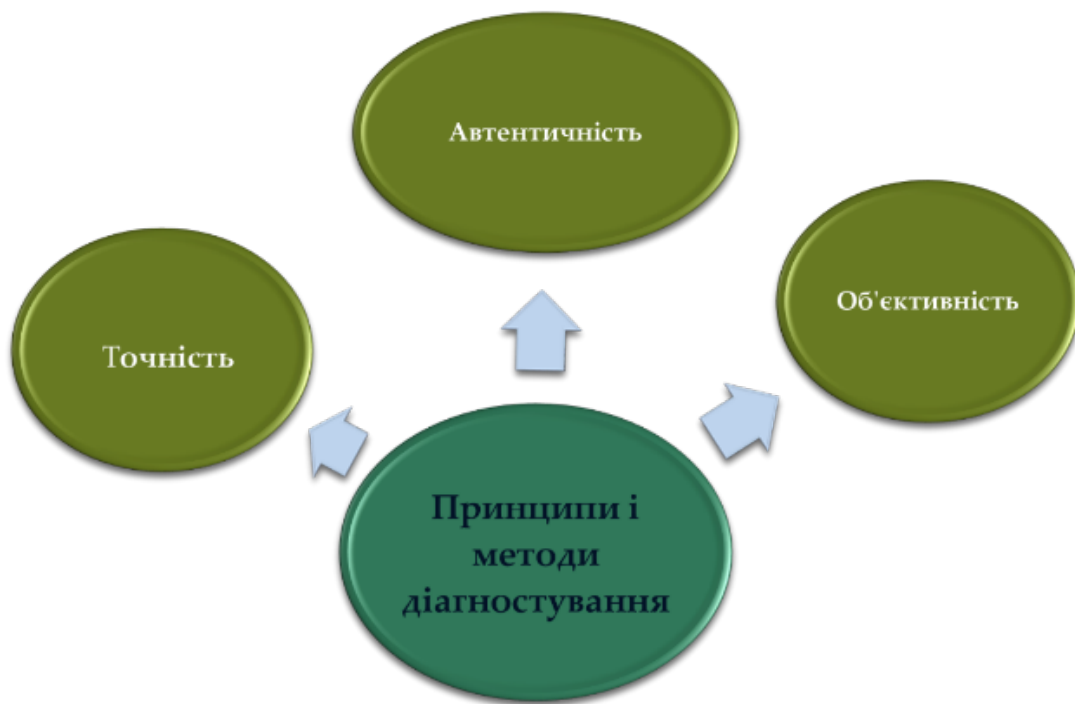 Автентичність
Об'єктивність
Точність
Принципи і
методи
діагностування